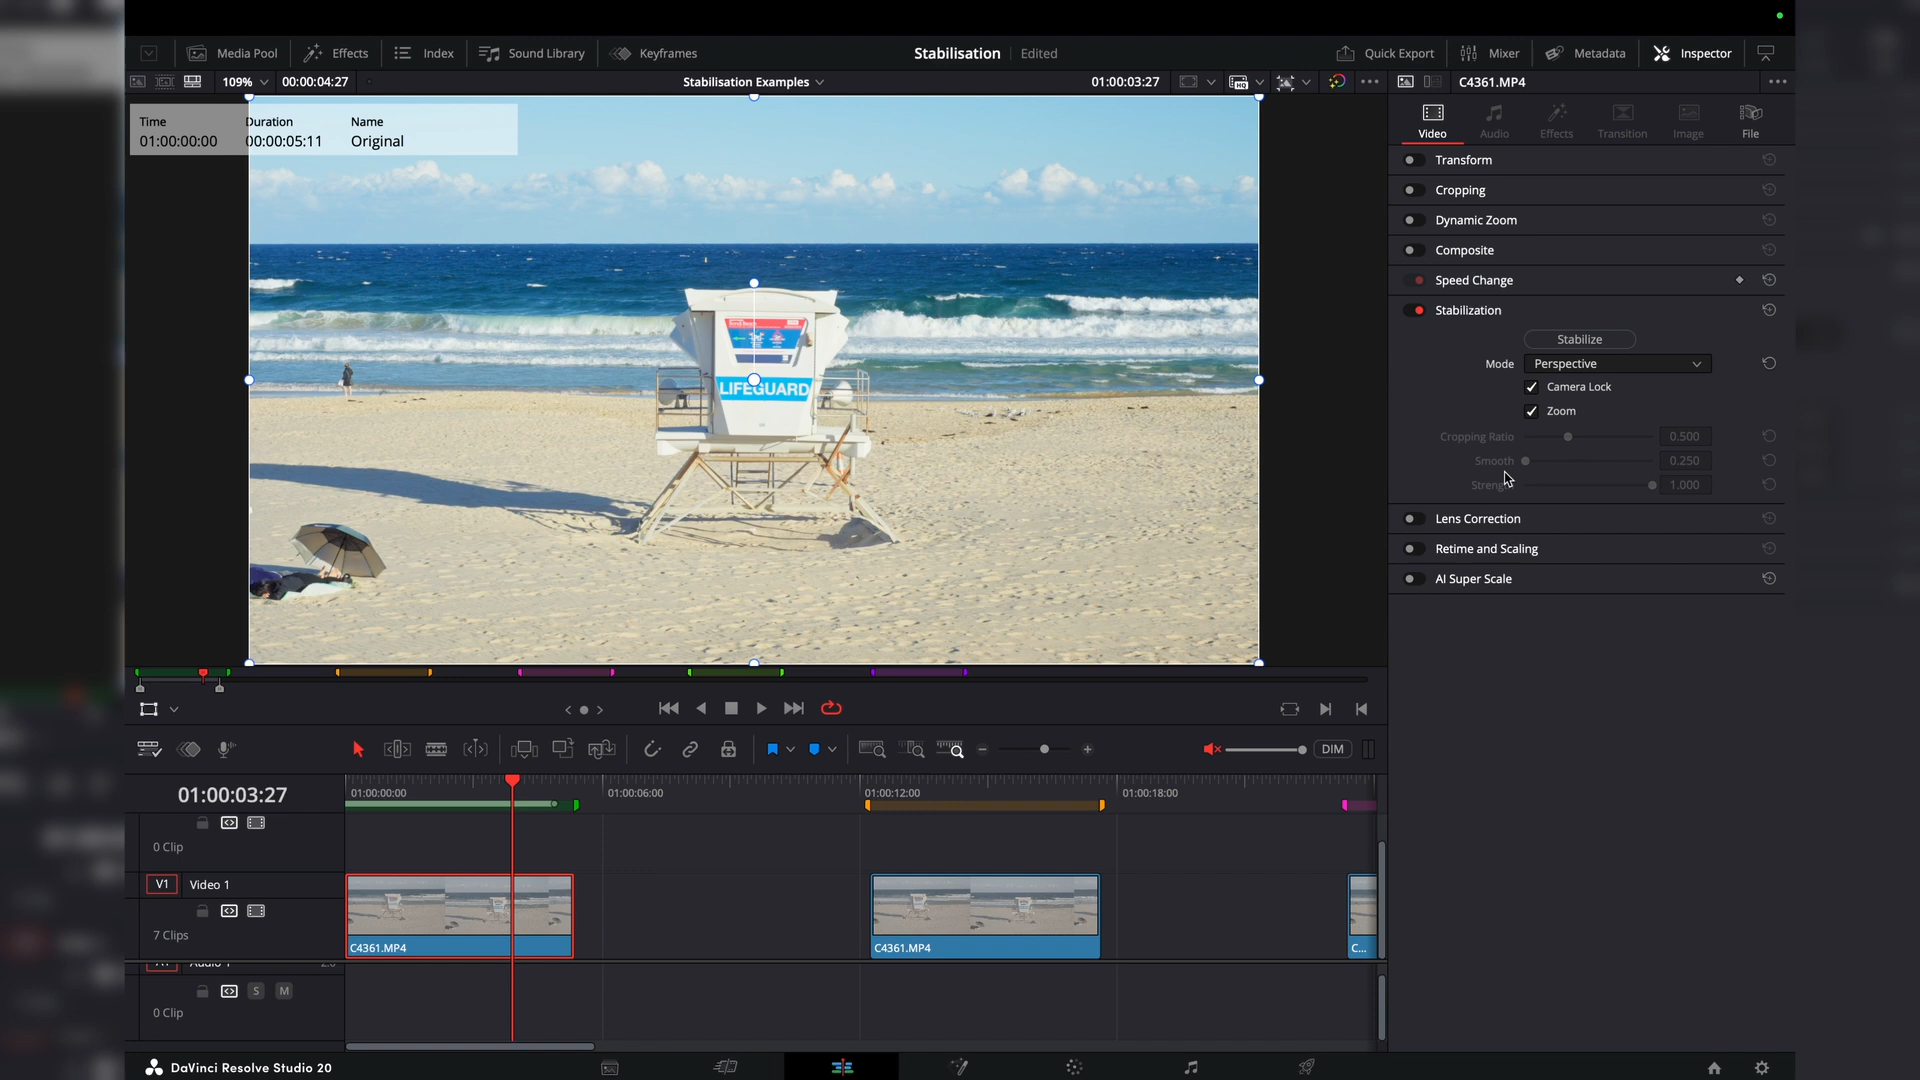 Media Pool Effects Index Sound Library Keyframes Stabilisation Edited Quick Export Mixer Metadata Inspector
109% 00:00:04:27 Stabilisation Examples 01:00:03:27 C4361.MP4
Time Duration Name
01:00:00:00 00:00:05:11 Original
Video Audio Effects Transition Image File
Transform
Cropping
Dynamic Zoom
Composite
Speed Change
Stabilization
Stabilize
Mode Perspective
Camera Lock
Zoom
Cropping Ratio 0.500
Smooth 0.250
Strength 1.000
Lens Correction
Retime and Scaling
AI Super Scale
LIFEGUARD
DIM
01:00:03:27 01:00:00:00 01:00:06:00 01:00:12:00 01:00:18:00
0 Clip
V1 Video 1
7 Clips
C4361.MP4 C4361.MP4 C...
A1 Audio 1 2.0
S M
0 Clip
DaVinci Resolve Studio 20